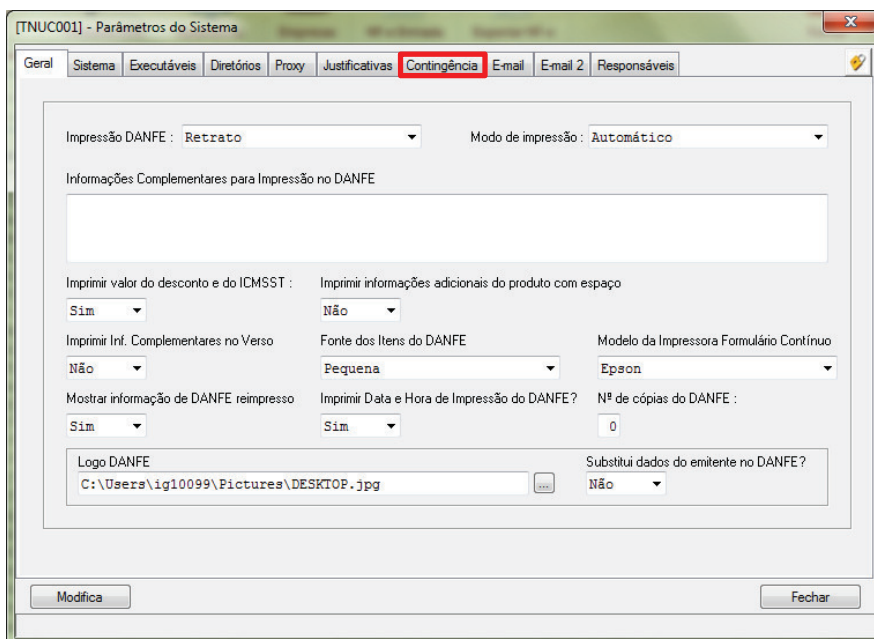 [TNUC001] - Parâmetros do Sistema
Geral Sistema Executáveis Diretórios Proxy Justificativas Contingência E-mail E-mail 2 Responsáveis
Impressão DANFE : Retrato Modo de impressão : Automático
Informações Complementares para Impressão no DANFE
Imprimir valor do desconto e do ICMSST : Imprimir informações adicionais do produto com espaço
Sim Não
Imprimir Inf. Complementares no Verso Fonte dos Itens do DANFE Modelo da Impressora Formulário Contínuo
Não Pequena Epson
Mostrar informação de DANFE reimpresso Imprimir Data e Hora de Impressão do DANFE? Nº de cópias do DANFE :
Sim Sim 0
Logo DANFE Substitui dados do emitente no DANFE?
C:\Users\ig10099\Pictures\DESKTOP.jpg ... Não
Modifica Fechar